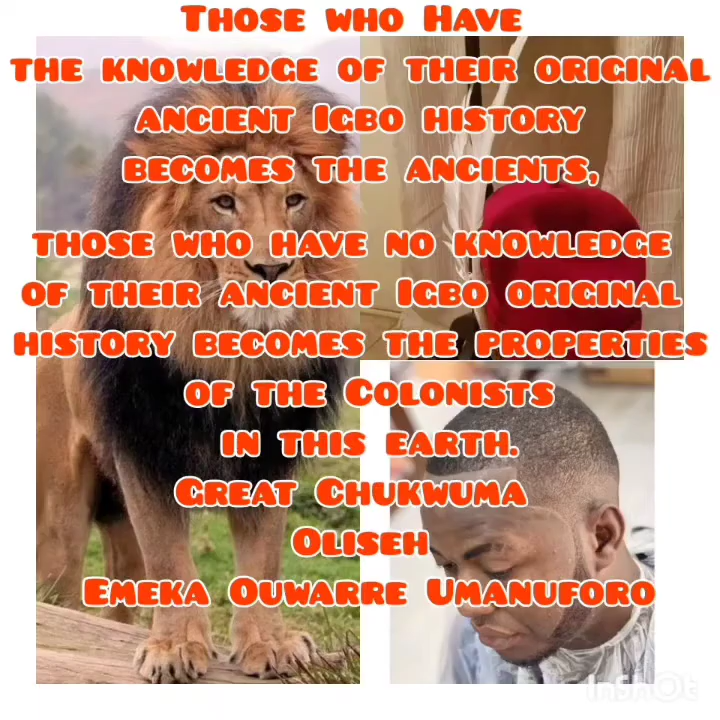 Those who Have
the knowledge of their original
ancient Igbo history
becomes the ancients,
those who have no knowledge
of their ancient Igbo original
history becomes the properties
of the Colonists
in this earth.
Great Chukwuma
Oliseh
Emeka Ouwarre Umanuforo
InShOt